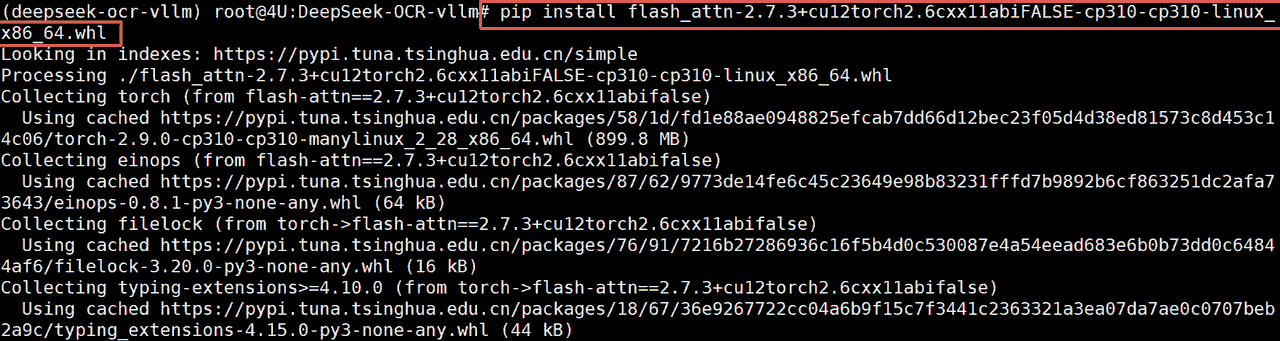 (deepseek-ocr-vllm) root@4U:DeepSeek-OCR-vllm# pip install flash_attn-2.7.3+cu12torch2.6cxx11abiFALSE-cp310-cp310-linux_
x86_64.whl
Looking in indexes: https://pypi.tuna.tsinghua.edu.cn/simple
Processing ./flash_attn-2.7.3+cu12torch2.6cxx11abiFALSE-cp310-cp310-linux_x86_64.whl
Collecting torch (from flash-attn==2.7.3+cu12torch2.6cxx11abifalse)
  Using cached https://pypi.tuna.tsinghua.edu.cn/packages/58/1d/fd1e88ae0948825efcab7dd66d12bec23f05d4d38ed81573c8d453c1
4c06/torch-2.9.0-cp310-cp310-manylinux_2_28_x86_64.whl (899.8 MB)
Collecting einops (from flash-attn==2.7.3+cu12torch2.6cxx11abifalse)
  Using cached https://pypi.tuna.tsinghua.edu.cn/packages/87/62/9773de14fe6c45c23649e98b83231fffd7b9892b6cf863251dc2afa
73643/einops-0.8.1-py3-none-any.whl (64 kB)
Collecting filelock (from torch->flash-attn==2.7.3+cu12torch2.6cxx11abifalse)
  Using cached https://pypi.tuna.tsinghua.edu.cn/packages/76/91/7216b27286936c16f5b4d0c530087e4a54eead683e6b0b73dd0c6484
4af6/filelock-3.20.0-py3-none-any.whl (16 kB)
Collecting typing-extensions>=4.10.0 (from torch->flash-attn==2.7.3+cu12torch2.6cxx11abifalse)
  Using cached https://pypi.tuna.tsinghua.edu.cn/packages/18/67/36e9267722cc04a6b9f15c7f3441c2363321a3ea07da7ae0c0707beb
2a9c/typing_extensions-4.15.0-py3-none-any.whl (44 kB)